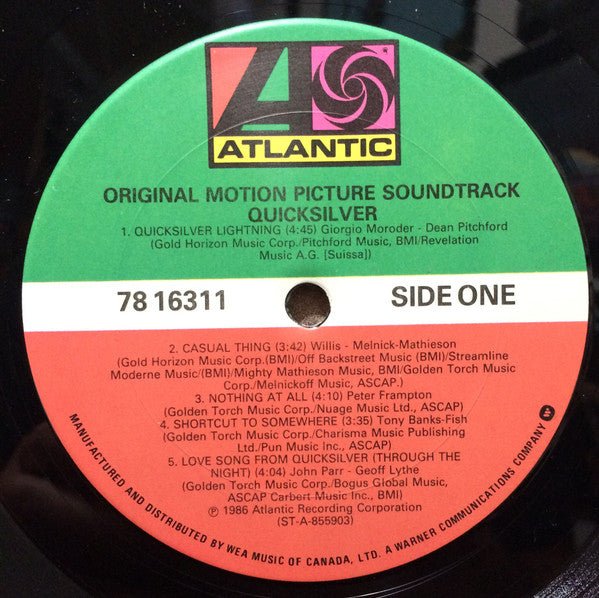 ATLANTIC
®
ORIGINAL MOTION PICTURE SOUNDTRACK
QUICKSILVER
1. QUICKSILVER LIGHTNING (4:45) Giorgio Moroder - Dean Pitchford
(Gold Horizon Music Corp./Pitchford Music, BMI/Revelation
Music A.G. [Suissa])
78 16311 SIDE ONE
2. CASUAL THING (3:42) Willis - Melnick-Mathieson
(Gold Horizon Music Corp.(BMI)/Off Backstreet Music (BMI)/Streamline
Moderne Music/(BMI)/Mighty Mathieson Music, BMI/Golden Torch Music
Corp./Melnickoff Music, ASCAP.)
3. NOTHING AT ALL (4:10) Peter Frampton
(Golden Torch Music Corp./Nuage Music Ltd., ASCAP)
4. SHORTCUT TO SOMEWHERE (3:35) Tony Banks-Fish
(Golden Torch Music Corp./Charisma Music Publishing
Ltd./Pun Music Inc., ASCAP)
5. LOVE SONG FROM QUICKSILVER (THROUGH THE
NIGHT) (4:04) John Parr - Geoff Lythe)
(Golden Torch Music Corp./Bogus Global Music,
ASCAP Carbert Music Inc., BMI)
℗ 1986 Atlantic Recording Corporation
(ST-A-855903)
MANUFACTURED AND DISTRIBUTED BY WEA MUSIC OF CANADA, LTD. A WARNER COMMUNICATIONS COMPANY